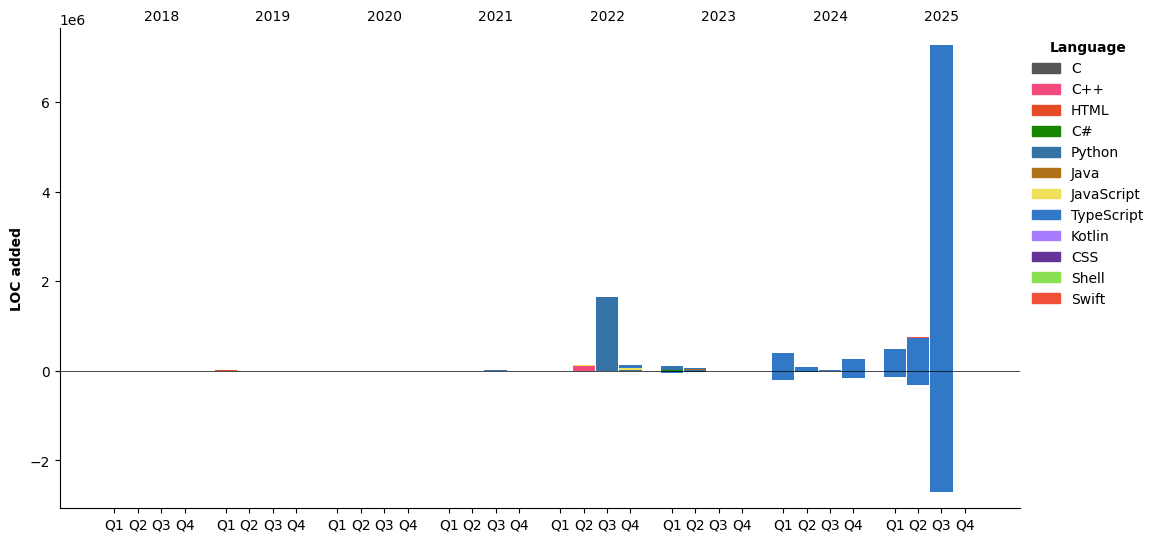 1e6
2018 2019 2020 2021 2022 2023 2024 2025
LOC added
6
4
2
0
−2
Q1 Q2 Q3 Q4 Q1 Q2 Q3 Q4 Q1 Q2 Q3 Q4 Q1 Q2 Q3 Q4 Q1 Q2 Q3 Q4 Q1 Q2 Q3 Q4 Q1 Q2 Q3 Q4 Q1 Q2 Q3 Q4
Language
C
C++
HTML
C#
Python
Java
JavaScript
TypeScript
Kotlin
CSS
Shell
Swift